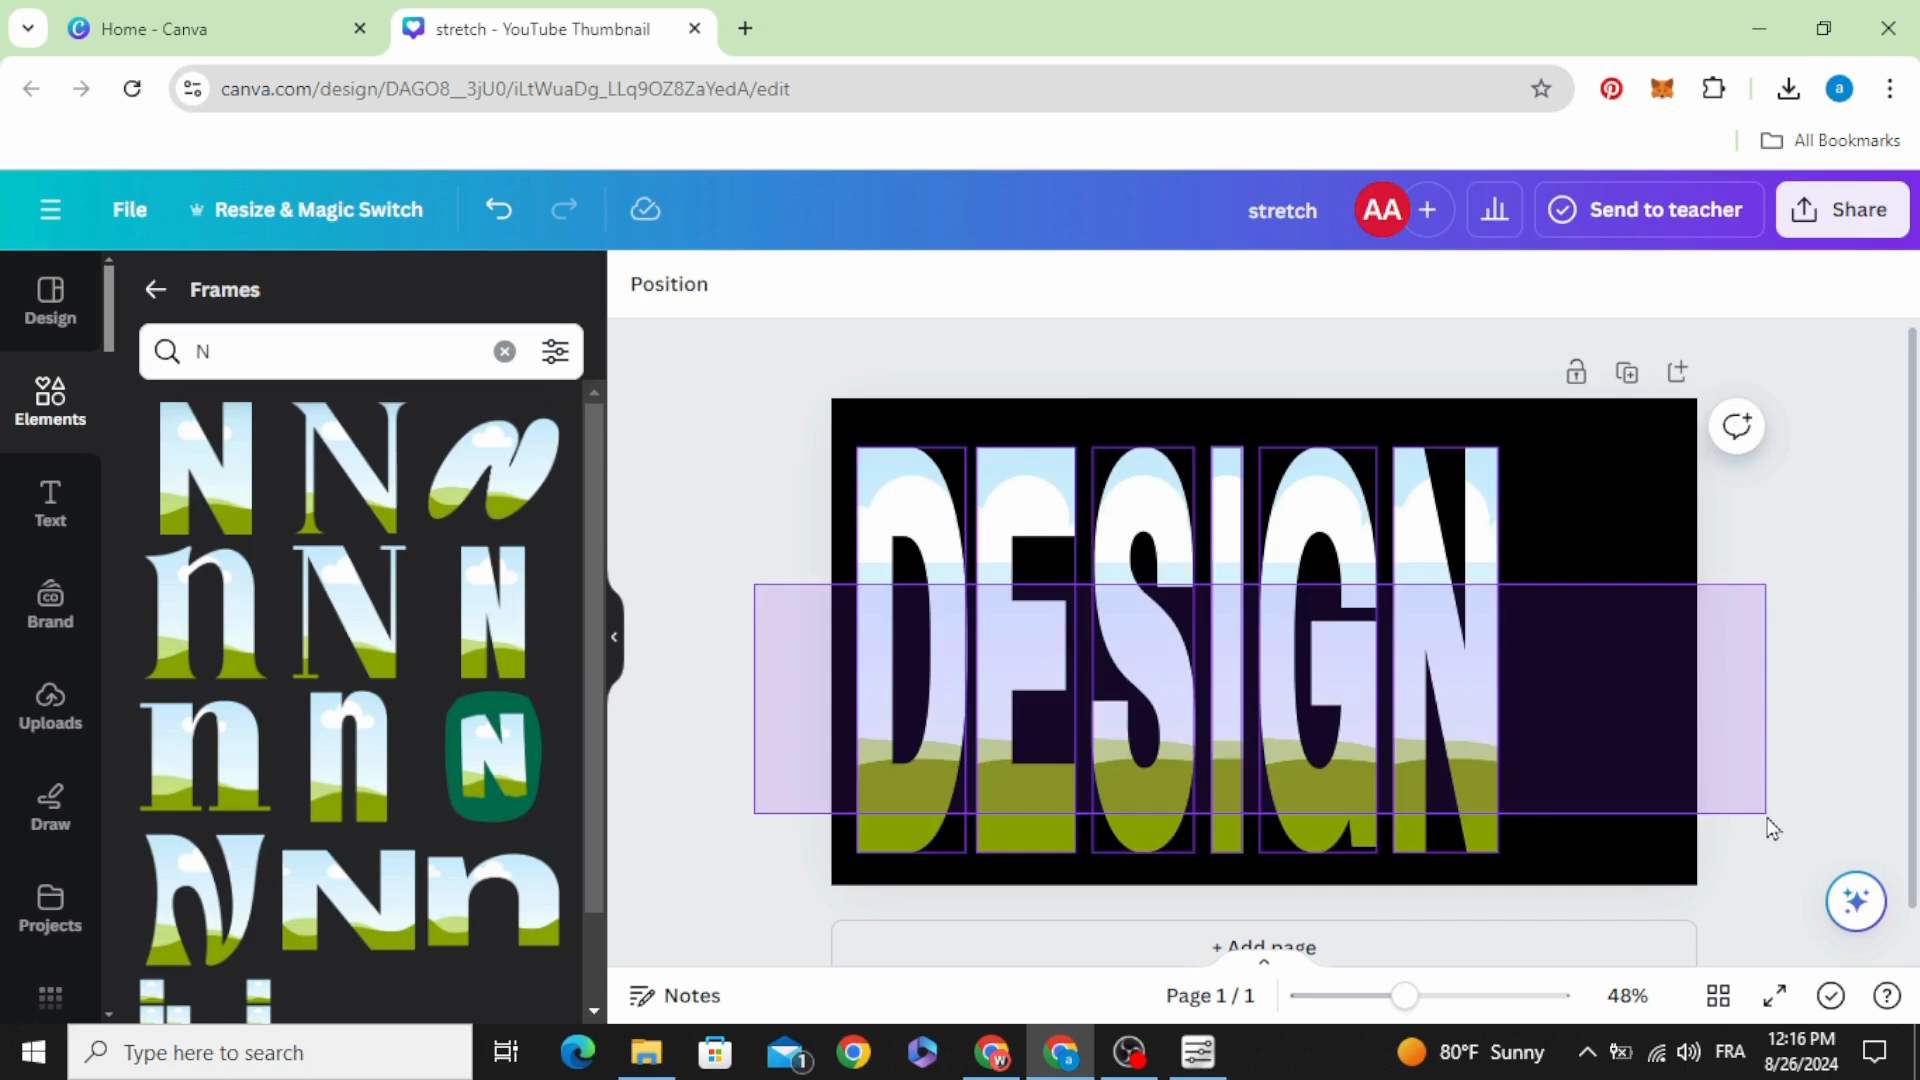 Home - Canva
stretch - YouTube Thumbnail
canva.com/design/DAGO8__3jU0/iLtWuaDg_LLq9OZ8ZaYedA/edit
a
All Bookmarks
File
Resize & Magic Switch
stretch
AA
Send to teacher
Share
Design
Elements
Text
Brand
Uploads
Draw
Projects
Frames
N
N N n
n N N
n n N
N Nn n
Position
DESIGN
+ Add page
Notes
Page 1 / 1
48%
Type here to search
1
80°F Sunny
FRA
12:16 PM
8/26/2024